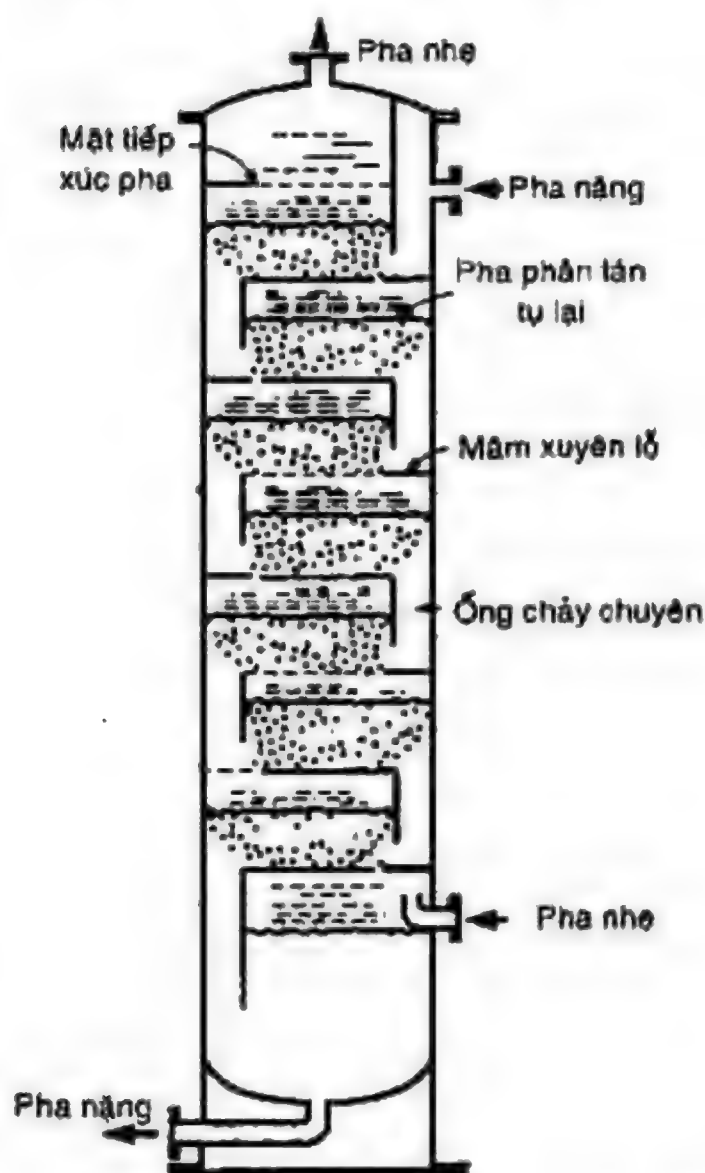 Pha nhẹ
Mặt tiếp
xúc pha
Pha nặng
Pha phân tán
tụ lại
Mâm xuyên lỗ
Ống chảy chuyền
Pha nhẹ
Pha nặng